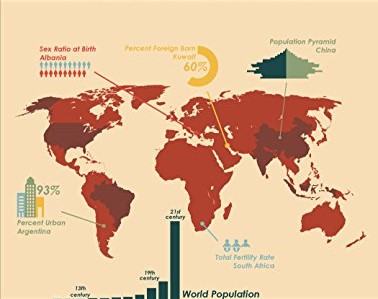 Sex Ratio at Birth
Albania
Percent Foreign Born
Kuwait
60%
Population Pyramid
China
93%
Percent Urban
Argentina
Total Fertility Rate
South Africa
13th
century
19th
century
21st
century
World Population